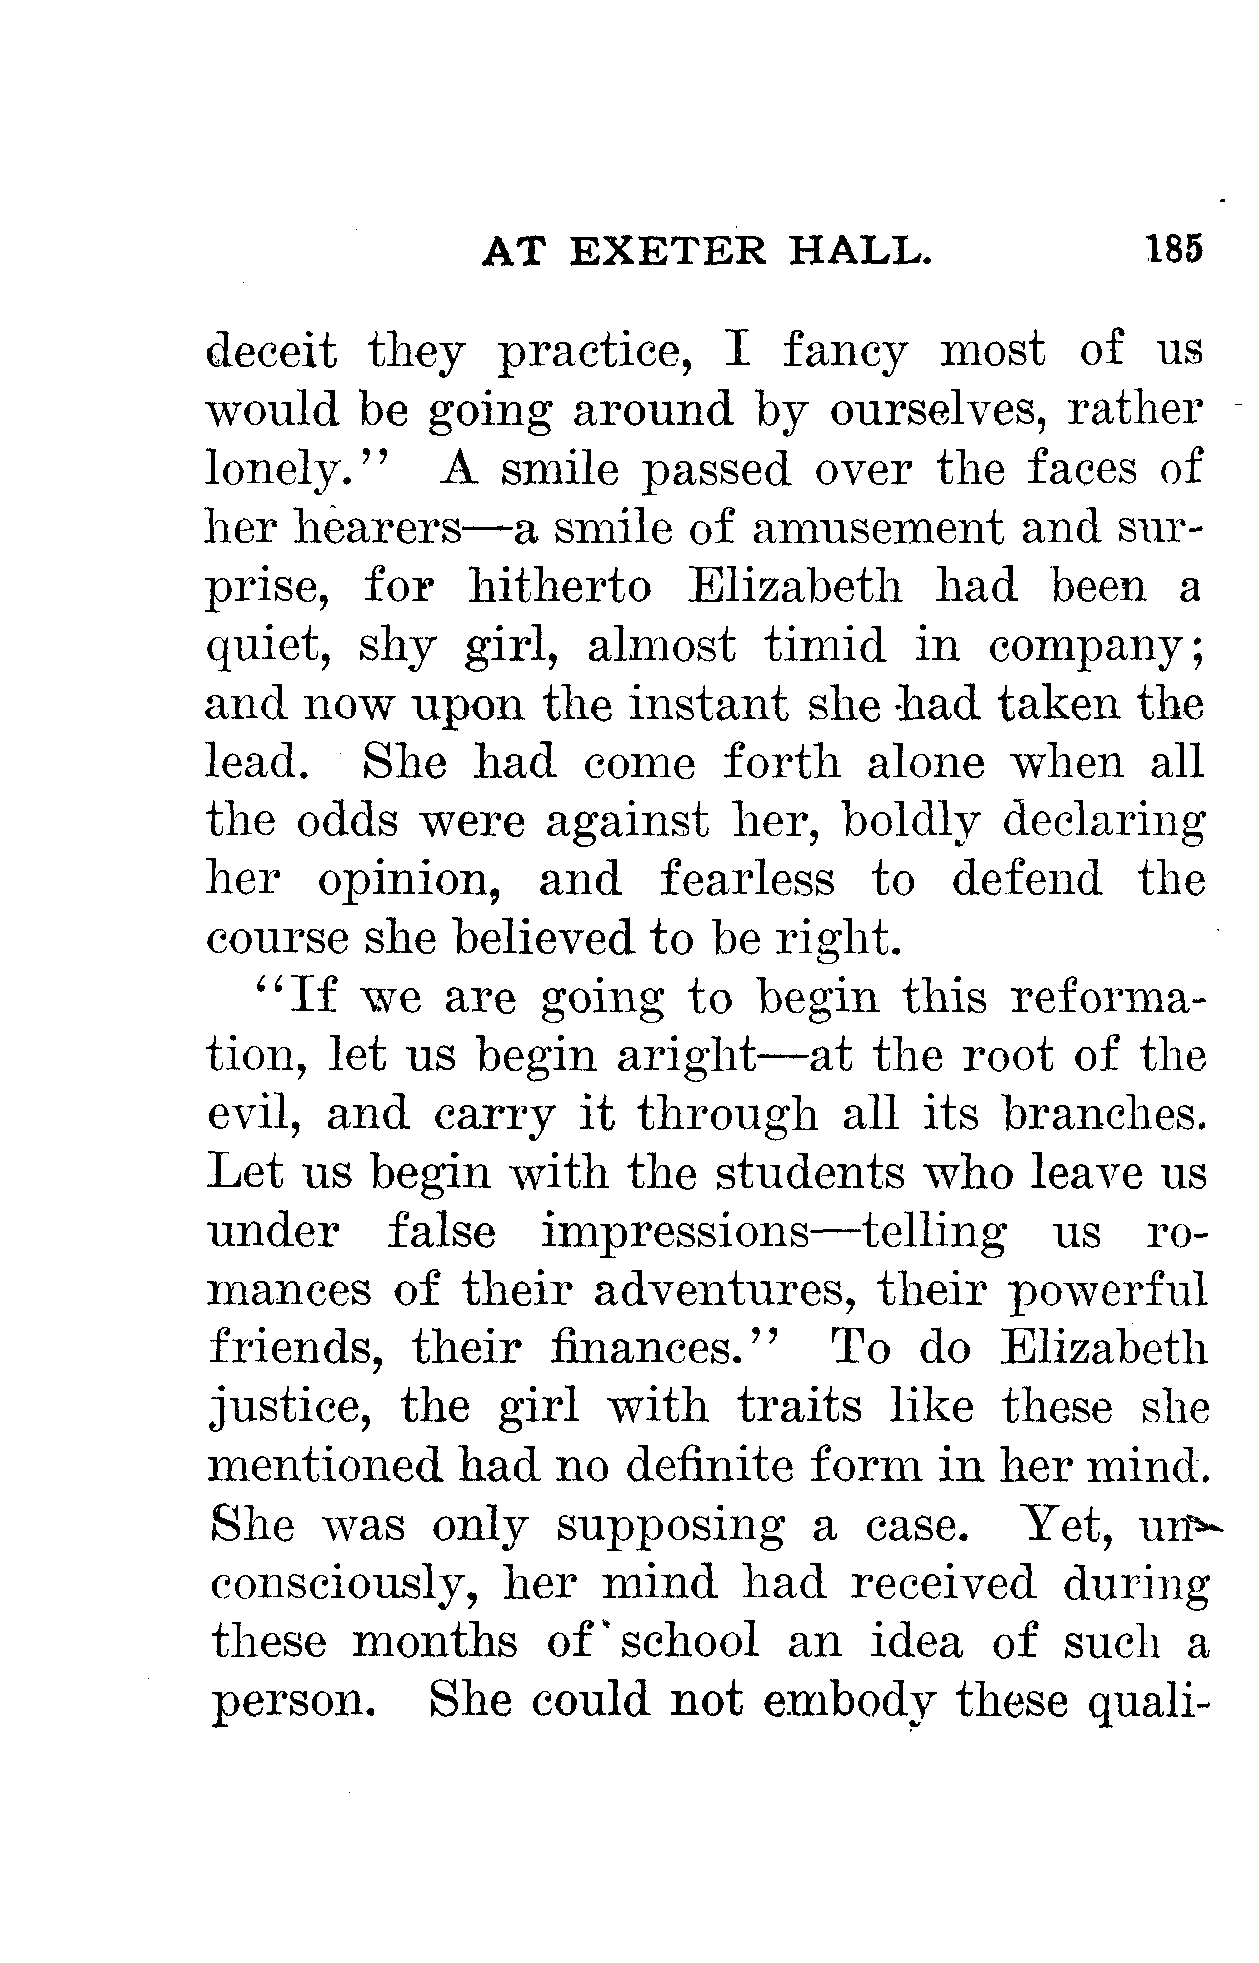 AT EXETER HALL. 185
deceit they practice, I fancy most of us
would be going around by ourselves, rather
lonely." A smile passed over the faces of
her hearers—a smile of amusement and sur-
prise, for hitherto Elizabeth had been a
quiet, shy girl, almost timid in company;
and now upon the instant she had taken the
lead. She had come forth alone when all
the odds were against her, boldly declaring
her opinion, and fearless to defend the
course she believed to be right.
"If we are going to begin this reforma-
tion, let us begin aright—at the root of the
evil, and carry it through all its branches.
Let us begin with the students who leave us
under false impressions—telling us ro-
mances of their adventures, their powerful
friends, their finances." To do Elizabeth
justice, the girl with traits like these she
mentioned had no definite form in her mind.
She was only supposing a case. Yet, un-
consciously, her mind had received during
these months of school an idea of such a
person. She could not embody these quali-